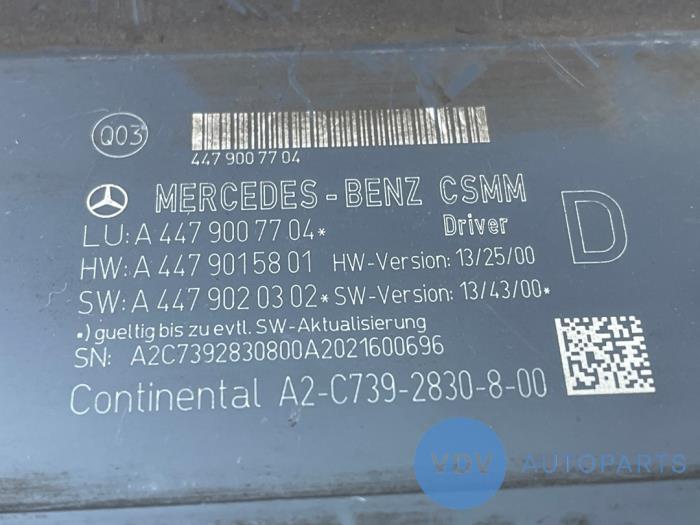 Q03
447 900 77 04
MERCEDES-BENZ CSMM
Driver
D
LU: A 447 900 77 04*
HW: A 447 901 58 01 HW-Version: 13/25/00
SW: A 447 902 03 02* SW-Version: 13/43/00*
*) gueltig bis zu evtl. SW-Aktualisierung
SN: A2C7392830800A2021600696
Continental A2-C739-2830-8-00
VDV AUTOPARTS